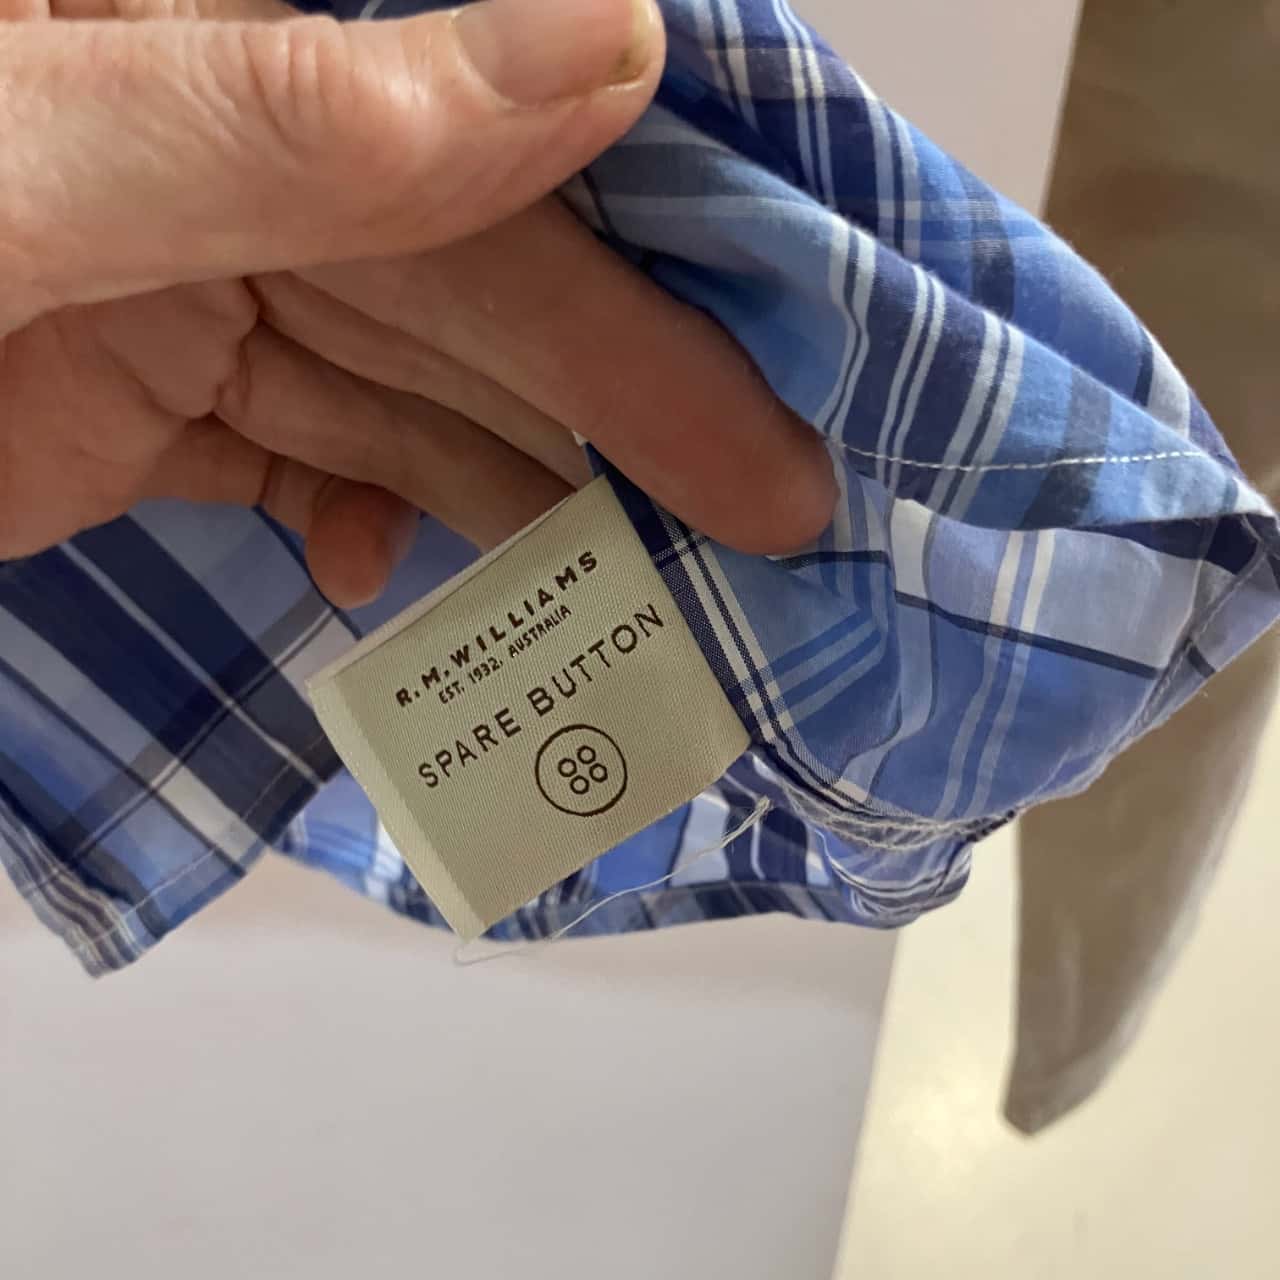 R.M.WILLIAMS
EST. 1932. AUSTRALIA
SPARE BUTTON